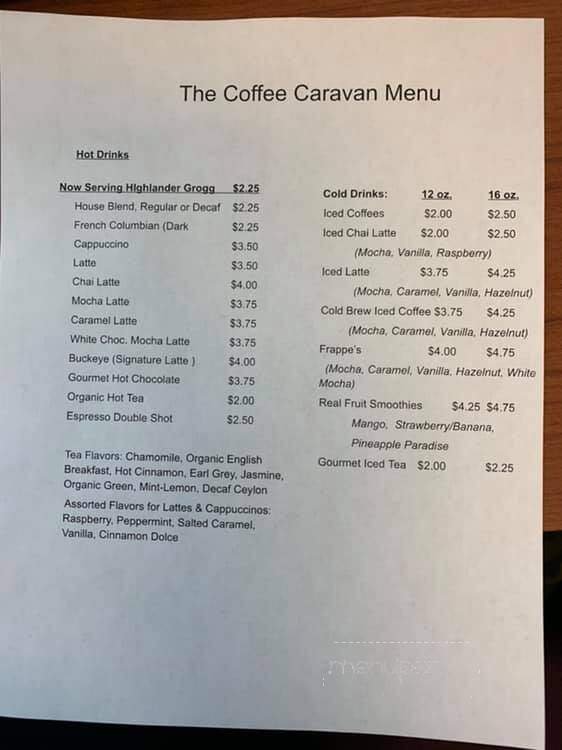 The Coffee Caravan Menu
Hot Drinks
Now Serving HIghlander Grogg $2.25
House Blend, Regular or Decaf $2.25
French Columbian (Dark $2.25
Cappuccino $3.50
Latte $3.50
Chai Latte $4.00
Mocha Latte $3.75
Caramel Latte $3.75
White Choc. Mocha Latte $3.75
Buckeye (Signature Latte ) $4.00
Gourmet Hot Chocolate $3.75
Organic Hot Tea $2.00
Espresso Double Shot $2.50
Tea Flavors: Chamomile, Organic English
Breakfast, Hot Cinnamon, Earl Grey, Jasmine,
Organic Green, Mint-Lemon, Decaf Ceylon
Assorted Flavors for Lattes & Cappuccinos:
Raspberry, Peppermint, Salted Caramel,
Vanilla, Cinnamon Dolce
Cold Drinks: 12 oz. 16 oz.
Iced Coffees $2.00 $2.50
Iced Chai Latte $2.00 $2.50
(Mocha, Vanilla, Raspberry)
Iced Latte $3.75 $4.25
(Mocha, Caramel, Vanilla, Hazelnut)
Cold Brew Iced Coffee $3.75 $4.25
(Mocha, Caramel, Vanilla, Hazelnut)
Frappe's $4.00 $4.75
(Mocha, Caramel, Vanilla, Hazelnut, White
Mocha)
Real Fruit Smoothies $4.25 $4.75
Mango, Strawberry/Banana,
Pineapple Paradise
Gourmet Iced Tea $2.00 $2.25